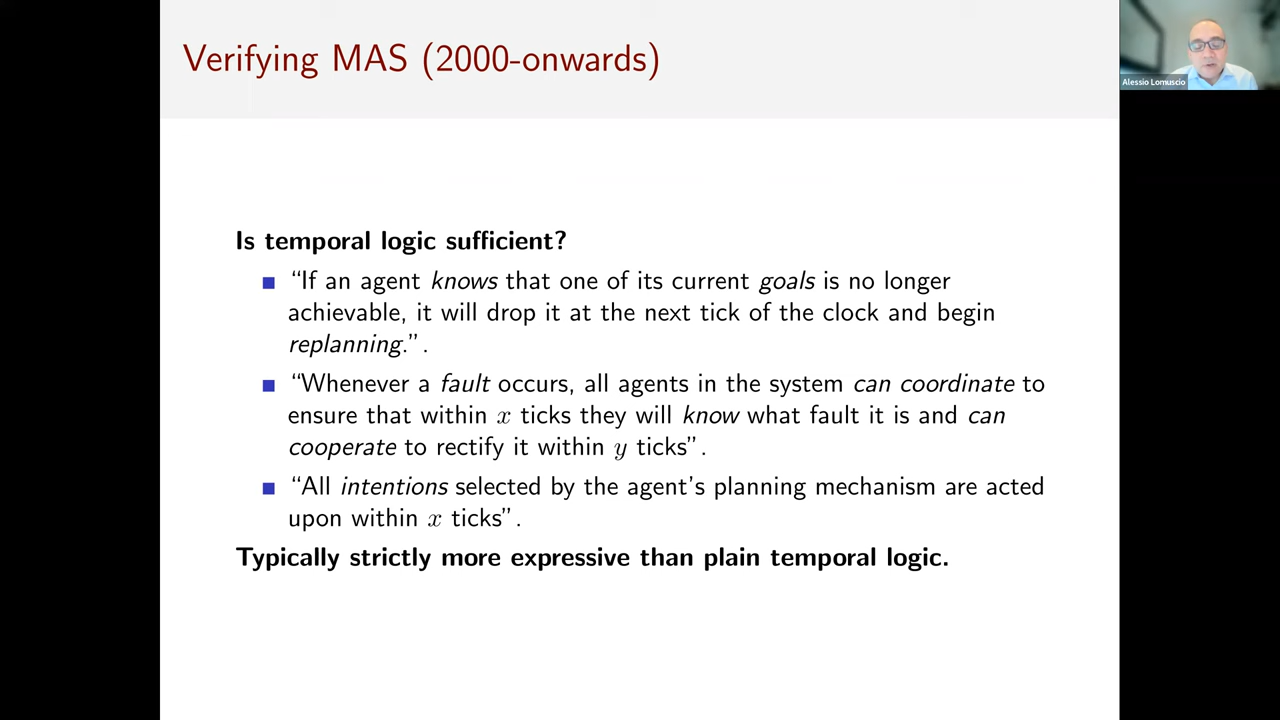 Verifying MAS (2000-onwards)
Alessio Lomuscio
Is temporal logic sufficient?
“If an agent knows that one of its current goals is no longer
achievable, it will drop it at the next tick of the clock and begin
replanning.”.
“Whenever a fault occurs, all agents in the system can coordinate to
ensure that within x ticks they will know what fault it is and can
cooperate to rectify it within y ticks”.
“All intentions selected by the agent’s planning mechanism are acted
upon within x ticks”.
Typically strictly more expressive than plain temporal logic.